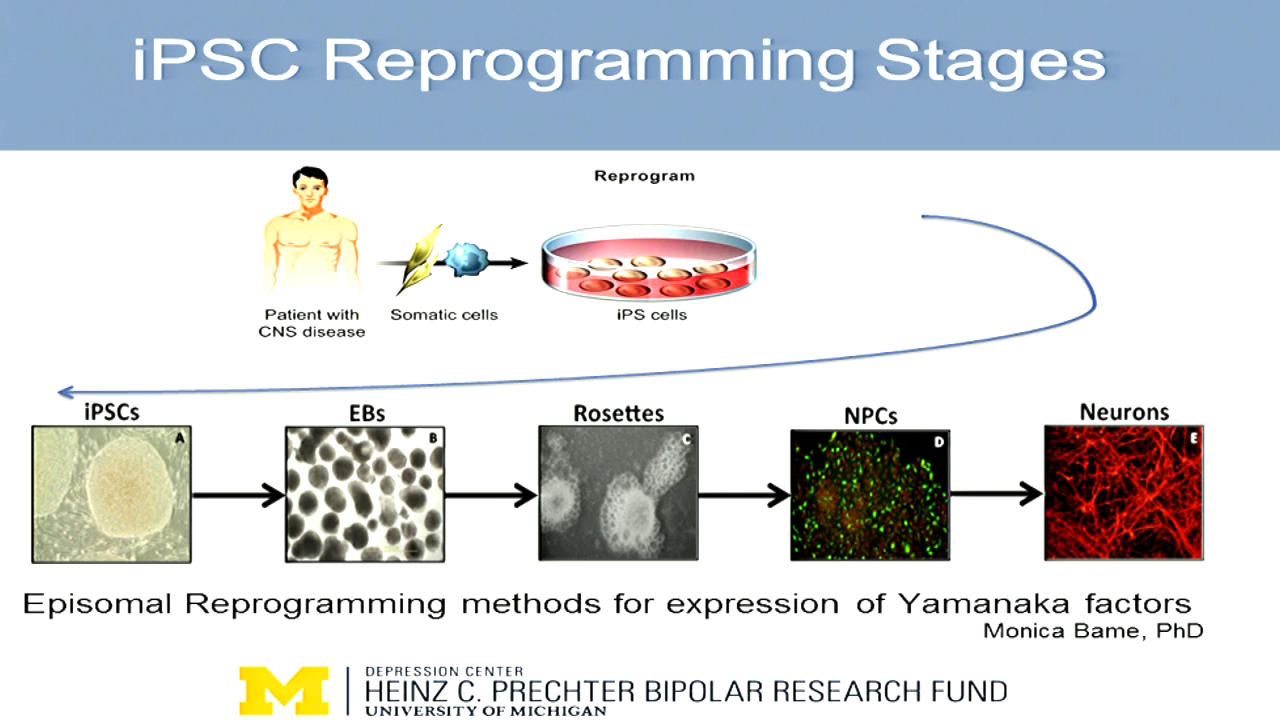 iPSC Reprogramming Stages
Reprogram
Patient with
CNS disease
Somatic cells
iPS cells
iPSCs
EBs
Rosettes
NPCs
Neurons
A
B
C
D
E
Episomal Reprogramming methods for expression of Yamanaka factors
Monica Bame, PhD
M
DEPRESSION CENTER
HEINZ C. PRECHTER BIPOLAR RESEARCH FUND
UNIVERSITY OF MICHIGAN